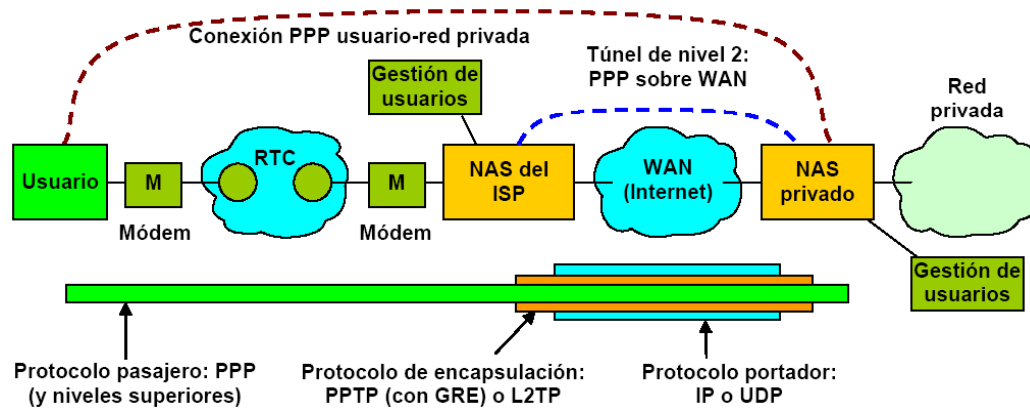 Conexión PPP usuario-red privada
Túnel de nivel 2:
PPP sobre WAN
Gestión de
usuarios
Red
privada
Usuario
M
RTC
M
NAS del
ISP
WAN
(Internet)
NAS
privado
Módem
Módem
Gestión de
usuarios
Protocolo pasajero: PPP
(y niveles superiores)
Protocolo de encapsulación:
PPTP (con GRE) o L2TP
Protocolo portador:
IP o UDP